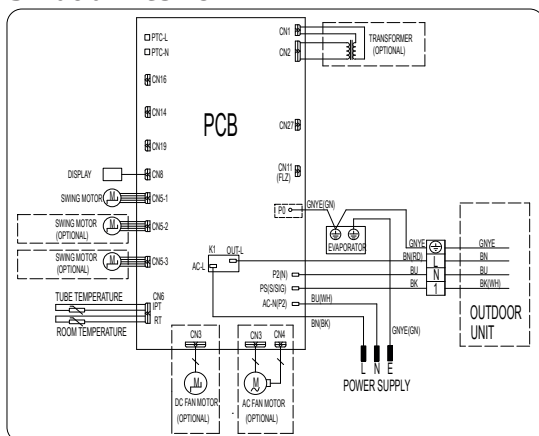 PTC-L
PTC-N
CN16
CN14
CN19
DISPLAY
CN8
SWING MOTOR
CN5-1
SWING MOTOR
(OPTIONAL)
CN5-2
SWING MOTOR
(OPTIONAL)
CN5-3
TUBE TEMPERATURE
CN6
IPT
RT
ROOM TEMPERATURE
PCB
CN1
CN2
TRANSFORMER
(OPTIONAL)
CN27
CN11
(FLZ)
P0
GNYE(GN)
EVAPORATOR
K1
OUT-L
AC-L
P2(N)
PS(S/SIG)
AC-N(P2)
BU(WH)
BN(BK)
GNYE
BN(RD)
BU
BK
L
N
1
GNYE
BN
BU
BK(WH)
OUTDOOR
UNIT
GNYE(GN)
L N E
POWER SUPPLY
CN3
M
DC FAN MOTOR
(OPTIONAL)
CN3
CN4
M
AC FAN MOTOR
(OPTIONAL)